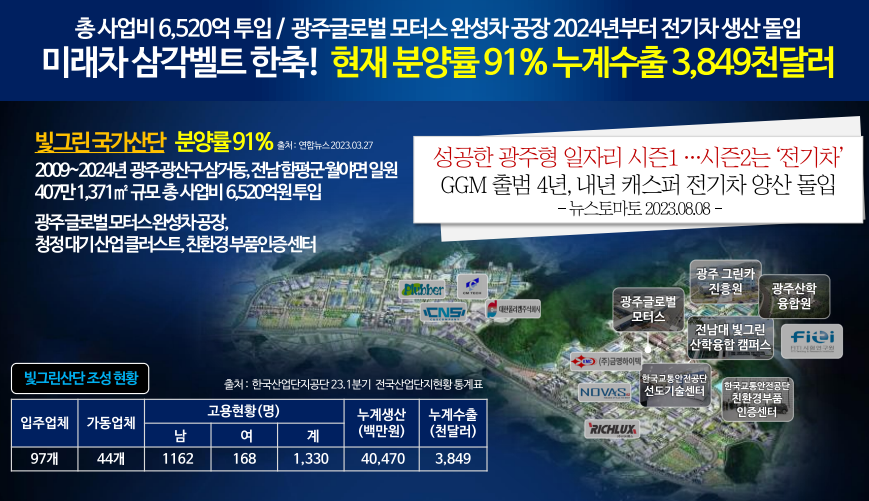 총 사업비 6,520억 투입 / 광주글로벌 모터스 완성차 공장 2024년부터 전기차 생산 돌입
미래차 삼각벨트 한축! 현재 분양률 91% 누계수출 3,849천달러
빛그린 국가산단 분양률 91% 출처 : 연합뉴스 2023.03.27
2009~2024년 광주 광산구 삼거동, 전남 함평군 월야면 일원
407만 1,371㎡ 규모 총 사업비 6,520억원 투입
광주 글로벌 모터스 완성차 공장,
청정 대기 산업 클러스트, 친환경 부품인증 센터
성공한 광주형 일자리 시즌1 …시즌2는 ‘전기차’
GGM 출범 4년, 내년 캐스퍼 전기차 양산 돌입
- 뉴스토마토 2023.08.08 -
광주 그린카
진흥원
광주산학
융합원
광주글로벌
모터스
전남대 빛그린
산학융합 캠퍼스
FITI
Nubber
CNS
대한폴리켐주식회사
(주)금명하이텍
NOVAS
RICHLUX
한국교통안전공단
선도기술센터
한국교통안전공단
친환경부품
인증센터
빛그린산단 조성 현황
출처 : 한국산업단지공단 23.1분기 전국산업단지현황통계표
입주업체 가동업체 고용현황(명) 누계생산 (백만원) 누계수출 (천달러)
남 여 계
97개 44개 1162 168 1,330 40,470 3,849